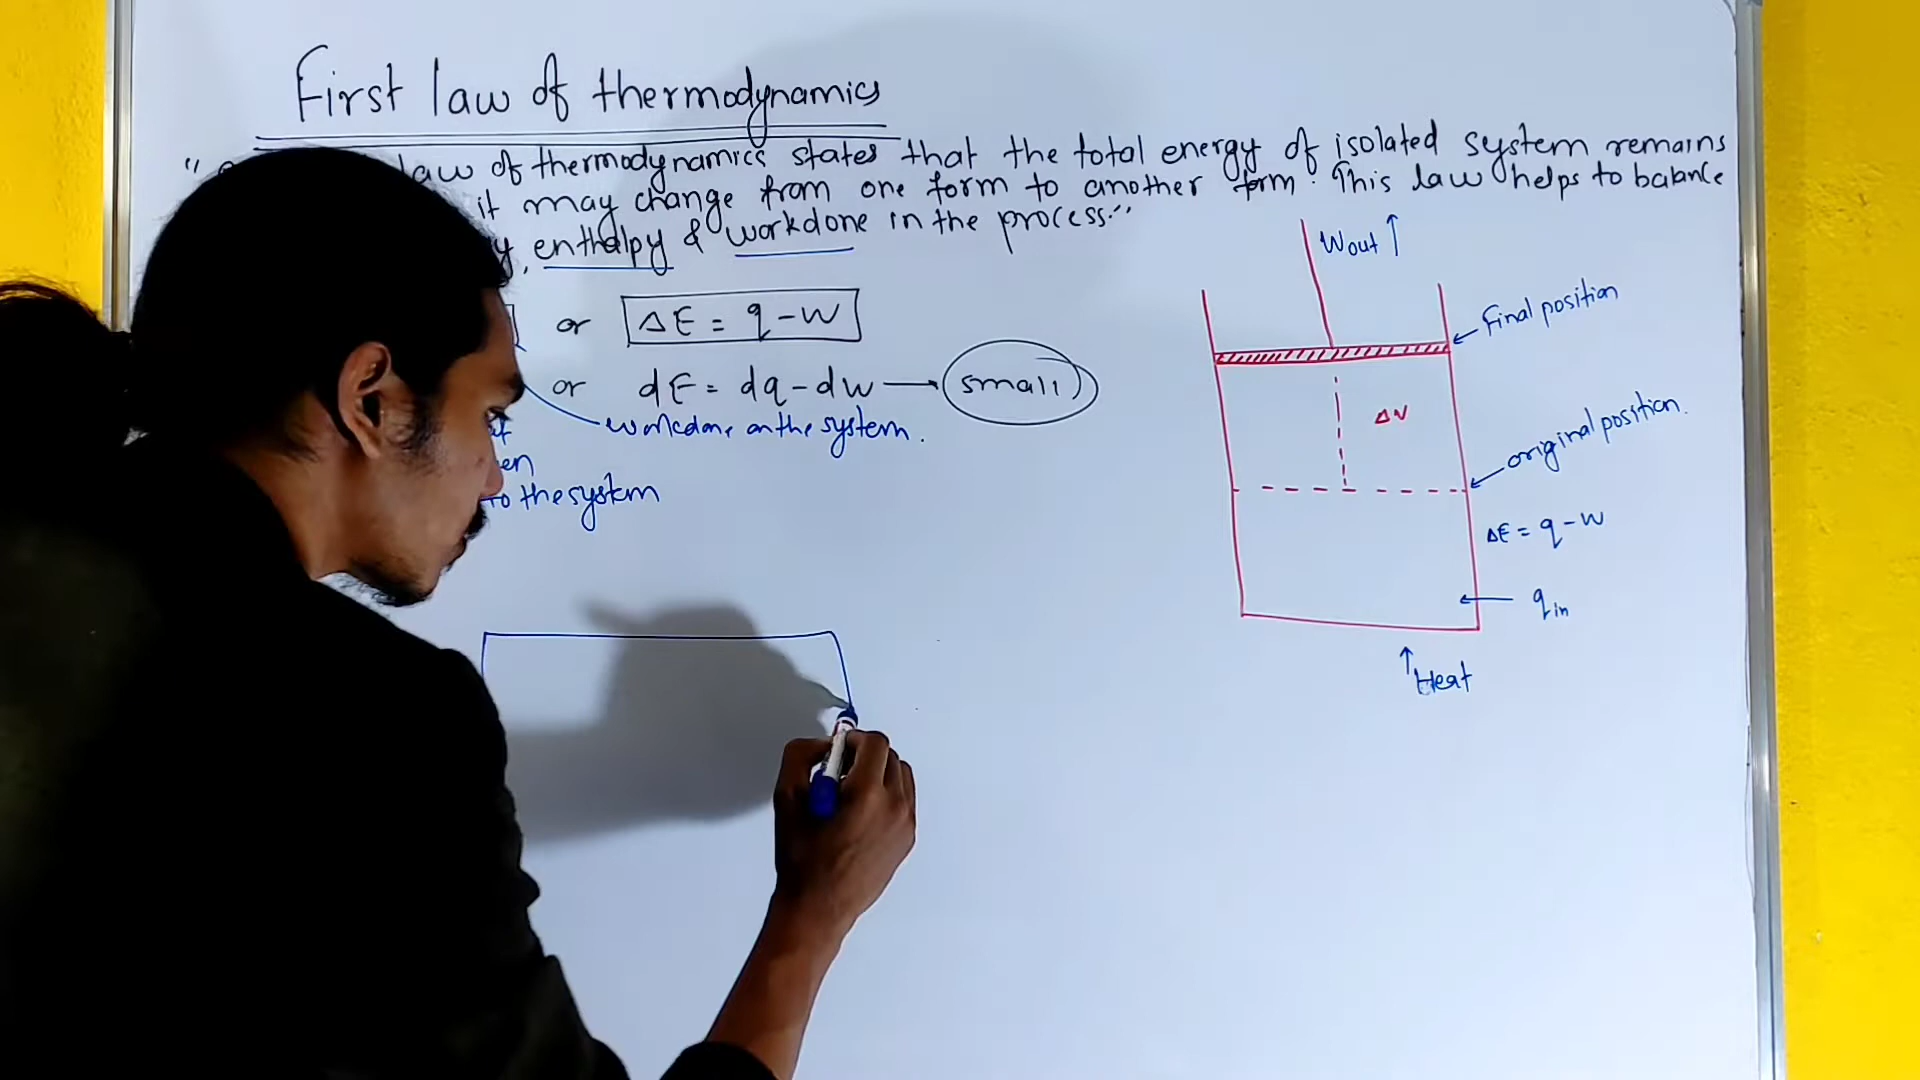 First law of thermodynamics
" law of thermodynamics states that the total energy of isolated system remains
it may change from one form to another form. This law helps to balance
enthalpy & workdone in the process."
or ΔE = q - w
or dE = dq - dw → small
workdone on the system.
to the system
Wout ↑
Final position
ΔV
original position.
ΔE = q - w
q in
↑ Heat